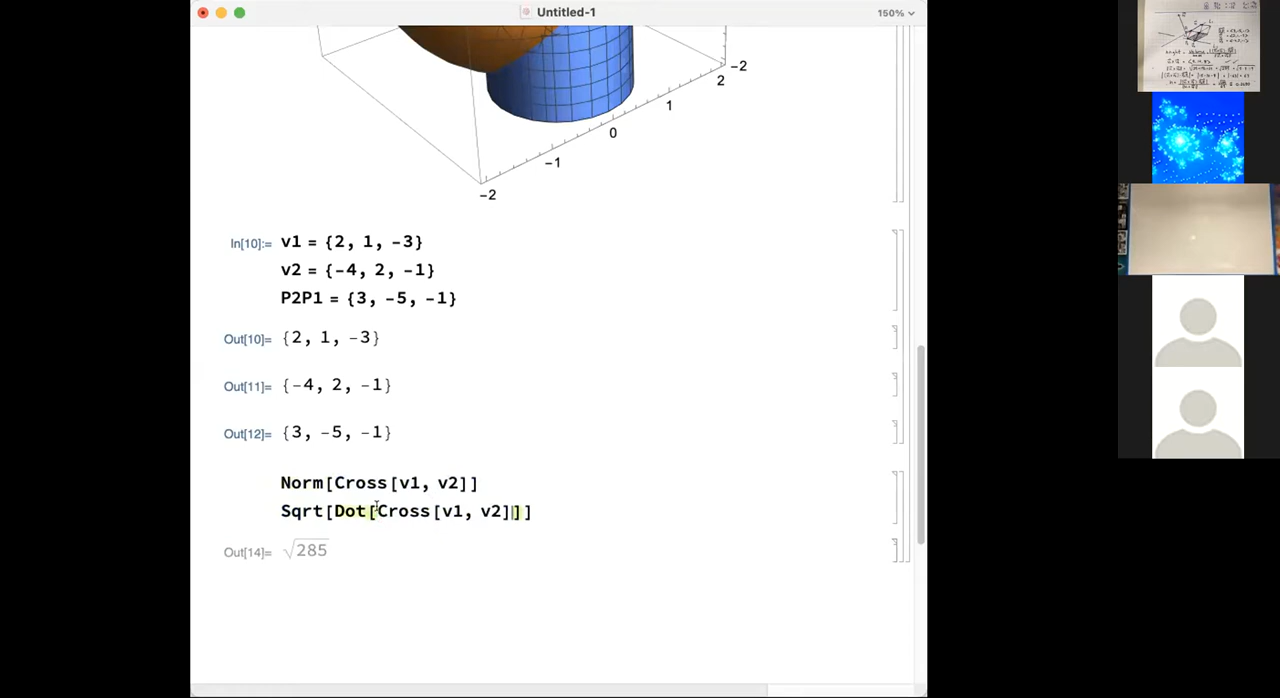 Untitled-1
150%
-2
2
1
0
-1
-2
In[10]:= v1 = {2, 1, -3}
v2 = {-4, 2, -1}
P2P1 = {3, -5, -1}
Out[10]= {2, 1, -3}
Out[11]= {-4, 2, -1}
Out[12]= {3, -5, -1}
Norm[Cross[v1, v2]]
Sqrt[Dot[Cross[v1, v2]]]
Out[14]= √285